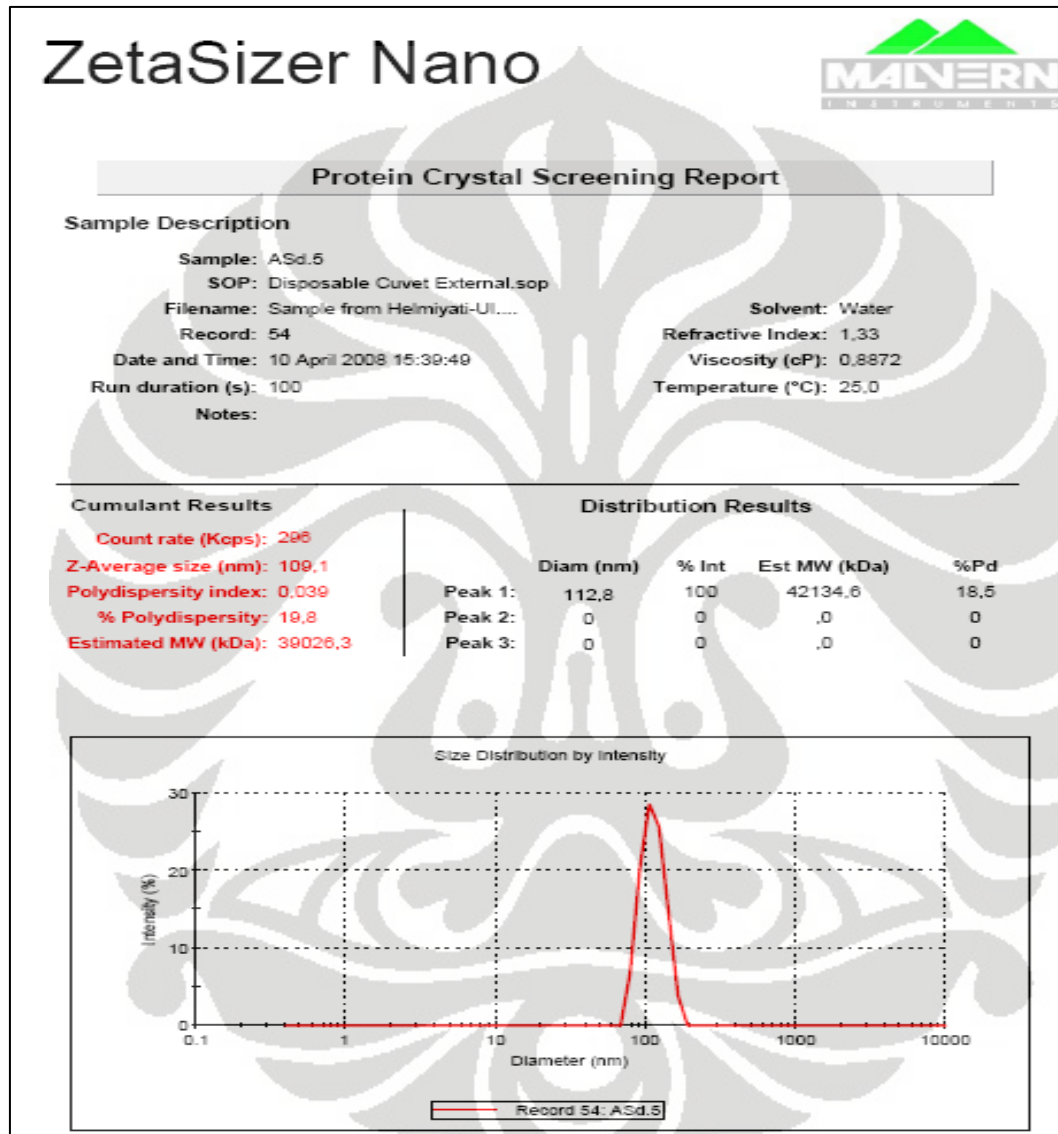 ZetaSizer Nano
MALVERN
INSTRUMENTS
Protein Crystal Screening Report
Sample Description
Sample: ASd.5
SOP: Disposable Cuvet External.sop
Filename: Sample from Helmiyati-UI.... Solvent: Water
Record: 54 Refractive Index: 1,33
Date and Time: 10 April 2008 15:39:49 Viscosity (cP): 0,8872
Run duration (s): 100 Temperature (°C): 25,0
Notes:
Cumulant Results
Count rate (Kcps): 296
Z-Average size (nm): 109,1
Polydispersity index: 0,039
% Polydispersity: 19,8
Estimated MW (kDa): 39026,3
Distribution Results
Diam (nm) % Int Est MW (kDa) %Pd
Peak 1: 112,8 100 42134,6 18,5
Peak 2: 0 0 ,0 0
Peak 3: 0 0 ,0 0
Size Distribution by Intensity
Intensity (%)
30
20
10
0
0.1 1 10 100 1000 10000
Diameter (nm)
Record 54: ASd.5